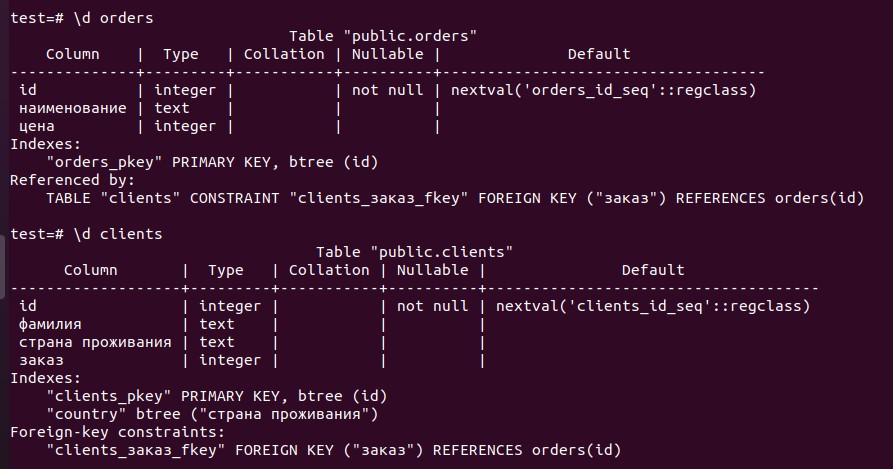 test=# \d orders
                               Table "public.orders"
    Column    |  Type   | Collation | Nullable |              Default
--------------+---------+-----------+----------+------------------------------------
 id           | integer |           | not null | nextval('orders_id_seq'::regclass)
 наименование | text    |           |          |
 цена         | integer |           |          |
Indexes:
    "orders_pkey" PRIMARY KEY, btree (id)
Referenced by:
    TABLE "clients" CONSTRAINT "clients_заказ_fkey" FOREIGN KEY ("заказ") REFERENCES orders(id)

test=# \d clients
                                  Table "public.clients"
      Column       |  Type   | Collation | Nullable |               Default
-------------------+---------+-----------+----------+-------------------------------------
 id                | integer |           | not null | nextval('clients_id_seq'::regclass)
 фамилия           | text    |           |          |
 страна проживания | text    |           |          |
 заказ             | integer |           |          |
Indexes:
    "clients_pkey" PRIMARY KEY, btree (id)
    "country" btree ("страна проживания")
Foreign-key constraints:
    "clients_заказ_fkey" FOREIGN KEY ("заказ") REFERENCES orders(id)